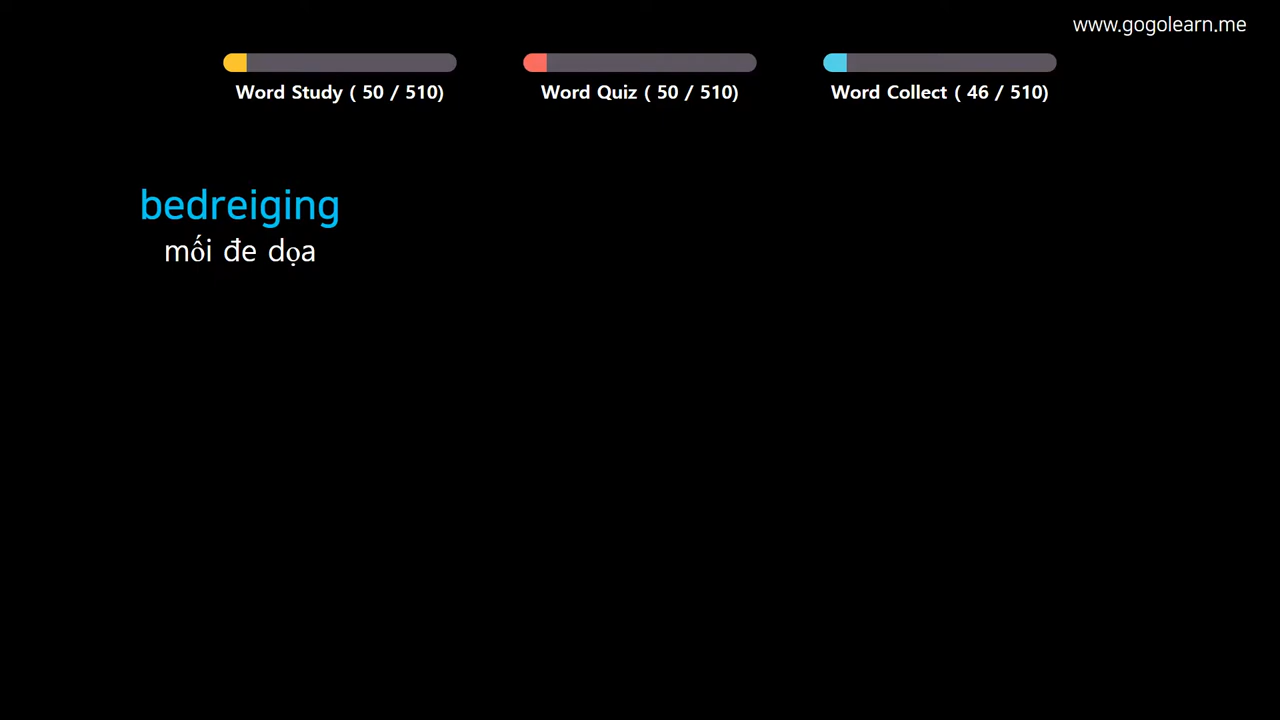 www.gogolearn.me
Word Study ( 50 / 510)
Word Quiz ( 50 / 510)
Word Collect ( 46 / 510)
bedreiging
mối đe dọa